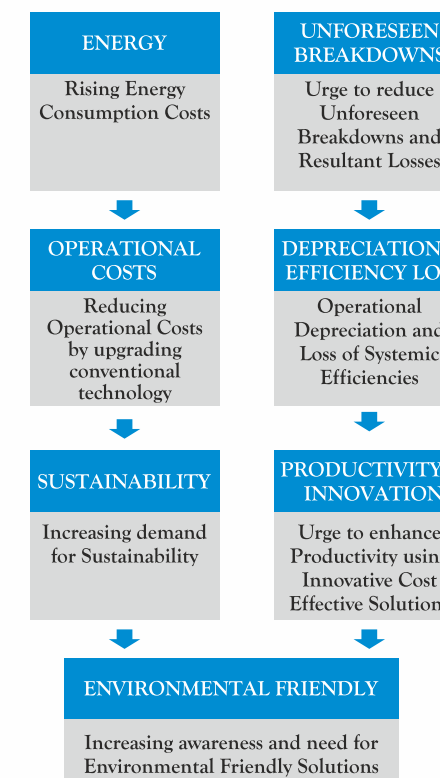 ENERGY
Rising Energy
Consumption Costs
UNFORESEEN
BREAKDOWNS
Urge to reduce
Unforeseen
Breakdowns and
Resultant Losses
OPERATIONAL
COSTS
Reducing
Operational Costs
by upgrading
conventional
technology
DEPRECIATION
EFFICIENCY
Operational
Depreciation and
Loss of Systemic
Efficiencies
SUSTAINABILITY
Increasing demand
for Sustainability
PRODUCTIVITY
INNOVATION
Urge to enhance
Productivity
Innovative Cost
Effective
ENVIRONMENTAL FRIENDLY
Increasing awareness and need for
Environmental Friendly Solutions